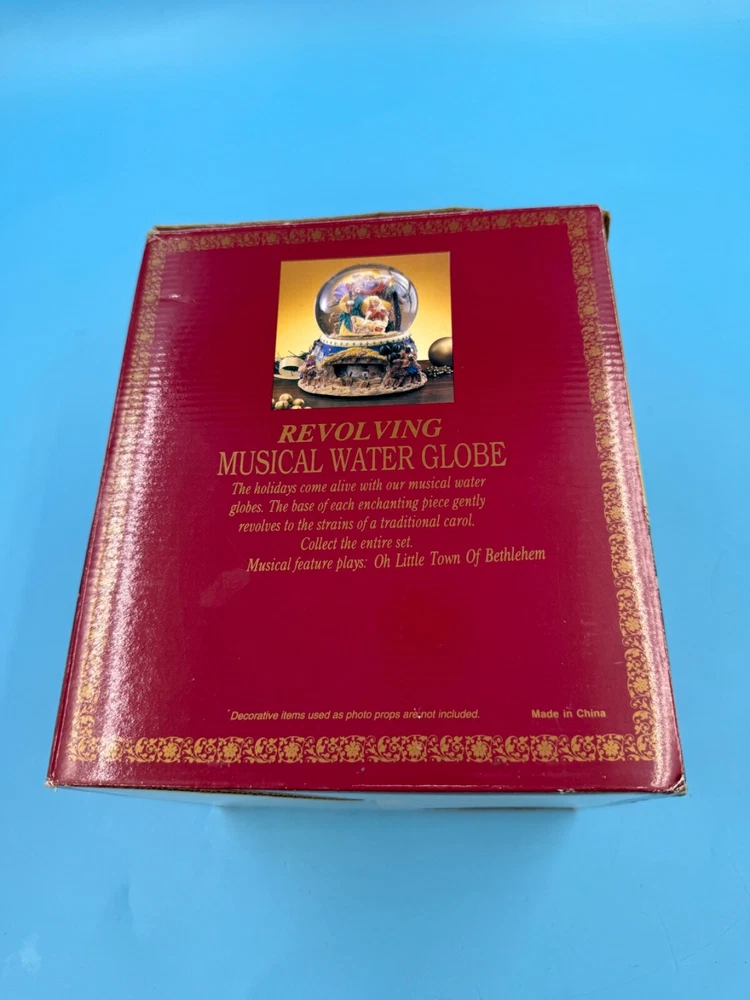 REVOLVING
MUSICAL WATER GLOBE
The holidays come alive with our musical water
globes. The base of each enchanting piece gently
revolves to the strains of a traditional carol.
Collect the entire set.
Musical feature plays: Oh Little Town Of Bethlehem
Decorative items used as photo props are not included.
Made in China